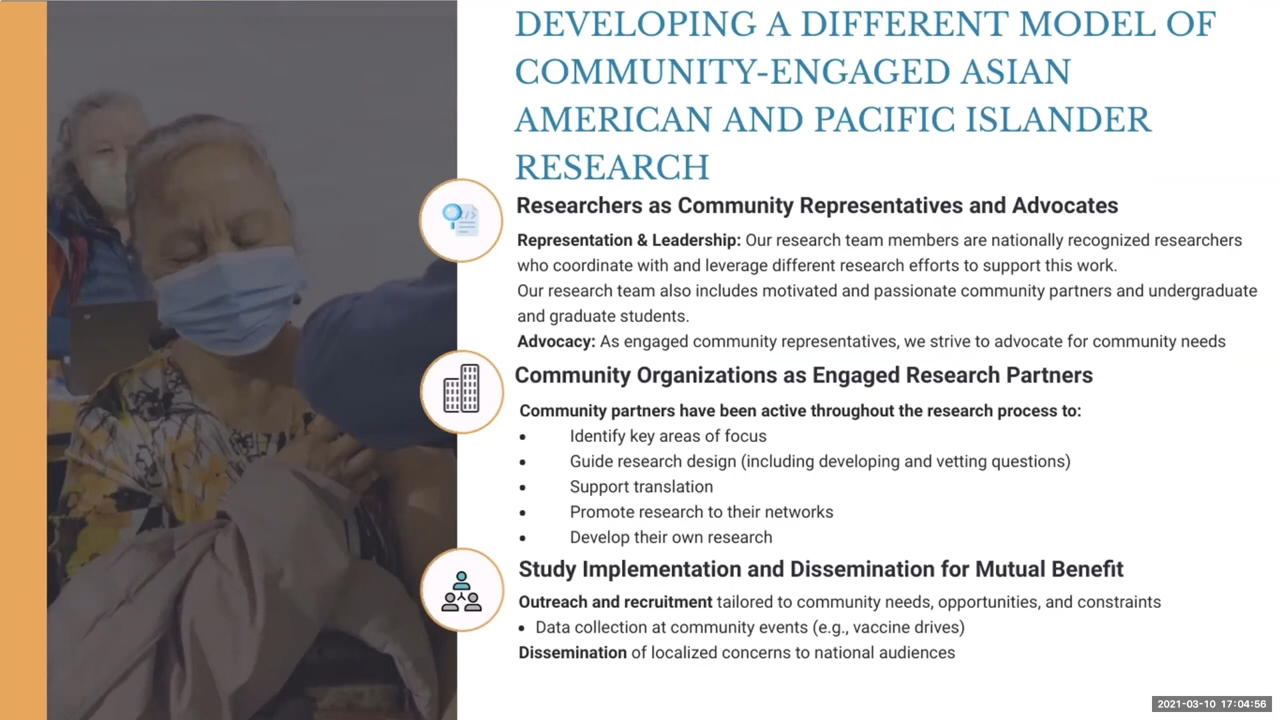 DEVELOPING A DIFFERENT MODEL OF
COMMUNITY-ENGAGED ASIAN
AMERICAN AND PACIFIC ISLANDER
RESEARCH
Researchers as Community Representatives and Advocates
Representation & Leadership: Our research team members are nationally recognized researchers
who coordinate with and leverage different research efforts to support this work.
Our research team also includes motivated and passionate community partners and undergraduate
and graduate students.
Advocacy: As engaged community representatives, we strive to advocate for community needs
Community Organizations as Engaged Research Partners
Community partners have been active throughout the research process to:
• Identify key areas of focus
• Guide research design (including developing and vetting questions)
• Support translation
• Promote research to their networks
• Develop their own research
Study Implementation and Dissemination for Mutual Benefit
Outreach and recruitment tailored to community needs, opportunities, and constraints
• Data collection at community events (e.g., vaccine drives)
Dissemination of localized concerns to national audiences
2021-03-10 17:04:56